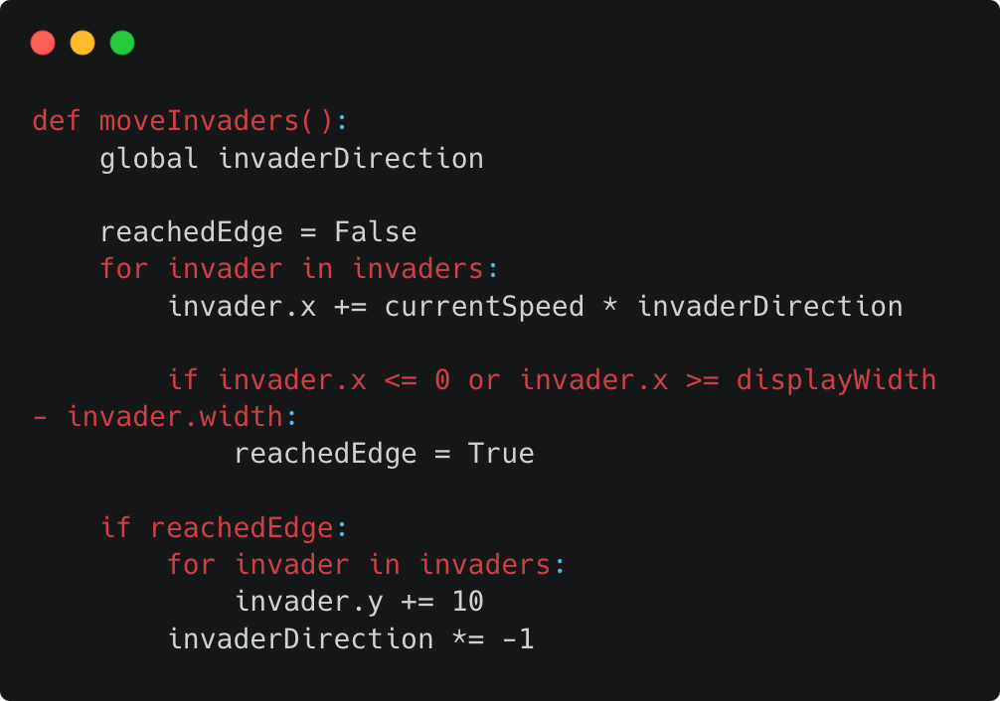 def moveInvaders():
    global invaderDirection

    reachedEdge = False
    for invader in invaders:
        invader.x += currentSpeed * invaderDirection

        if invader.x <= 0 or invader.x >= displayWidth
- invader.width:
            reachedEdge = True

    if reachedEdge:
        for invader in invaders:
            invader.y += 10
        invaderDirection *= -1